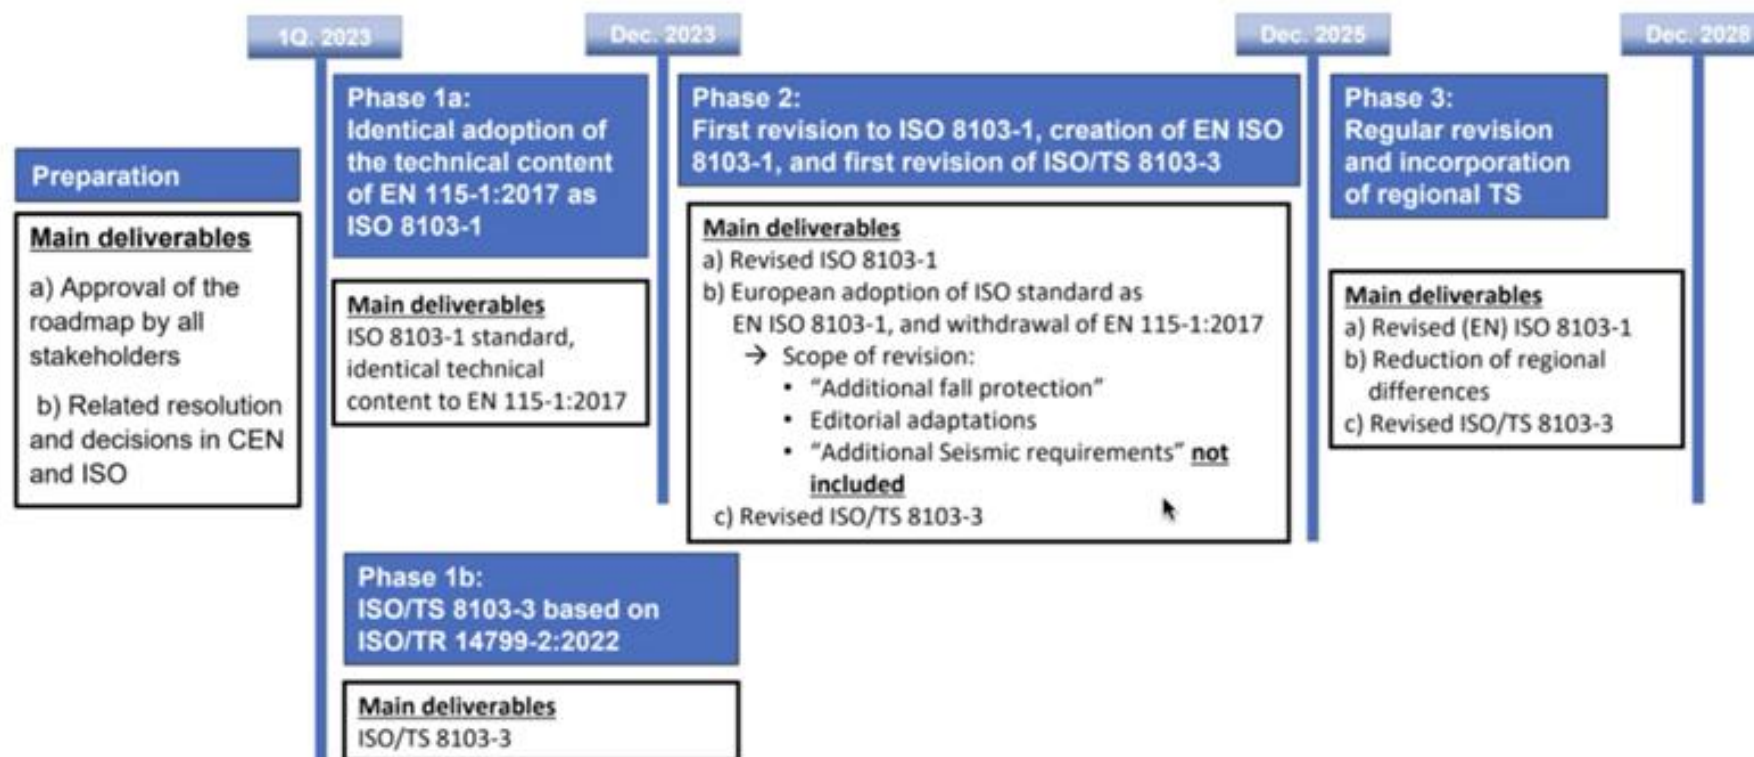 1Q. 2023
Dec. 2023
Dec. 2025
Dec. 2028
Preparation
Main deliverables
a) Approval of the
roadmap by all
stakeholders
b) Related resolution
and decisions in CEN
and ISO
Phase 1a:
Identical adoption of
the technical content
of EN 115-1:2017 as
ISO 8103-1
Main deliverables
ISO 8103-1 standard,
identical technical
content to EN 115-1:2017
Phase 1b:
ISO/TS 8103-3 based on
ISO/TR 14799-2:2022
Main deliverables
ISO/TS 8103-3
Phase 2:
First revision to ISO 8103-1, creation of EN ISO
8103-1, and first revision of ISO/TS 8103-3
Main deliverables
a) Revised ISO 8103-1
b) European adoption of ISO standard as
EN ISO 8103-1, and withdrawal of EN 115-1:2017
→ Scope of revision:
• “Additional fall protection”
• Editorial adaptations
• “Additional Seismic requirements” not
included
c) Revised ISO/TS 8103-3
Phase 3:
Regular revision
and incorporation
of regional TS
Main deliverables
a) Revised (EN) ISO 8103-1
b) Reduction of regional
differences
c) Revised ISO/TS 8103-3